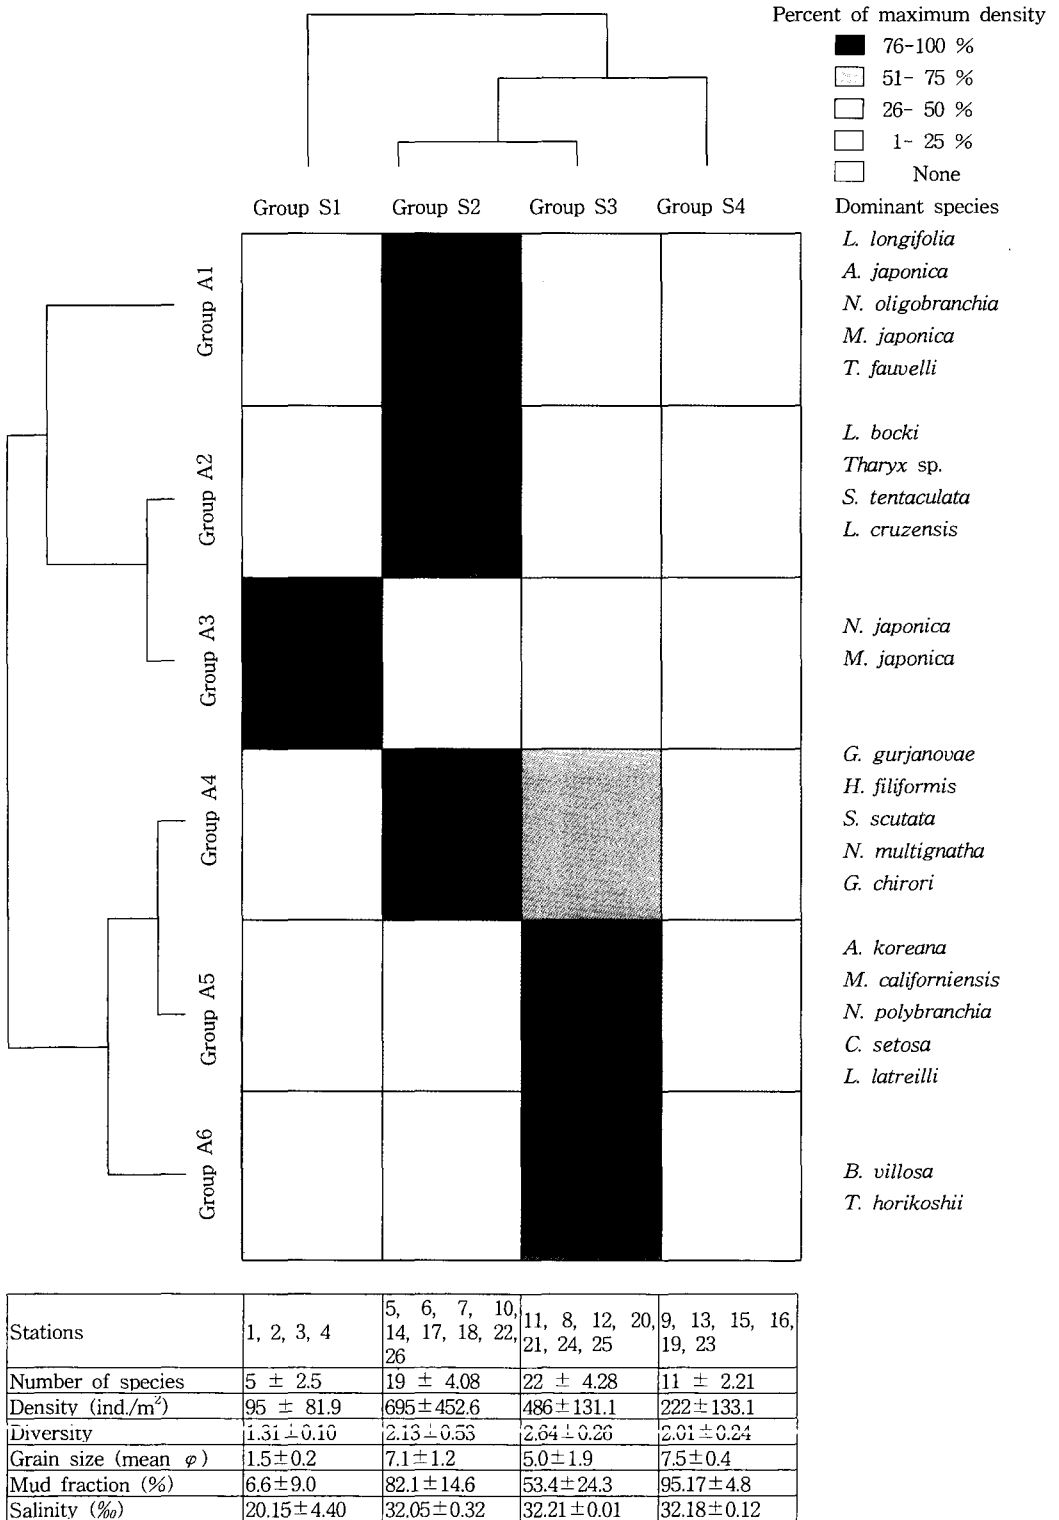 Percent of maximum density
76-100 %
51- 75 %
26- 50 %
1- 25 %
None
Group S1 Group S2 Group S3 Group S4
Dominant species
Group A1
L. longifolia
A. japonica
N. oligobranchia
M. japonica
T. fauvelli
Group A2
L. bocki
Tharyx sp.
S. tentaculata
L. cruzensis
Group A3
N. japonica
M. japonica
Group A4
G. gurjanovae
H. filiformis
S. scutata
N. multignatha
G. chirori
Group A5
A. koreana
M. californiensis
N. polybranchia
C. setosa
L. latreilli
Group A6
B. villosa
T. horikoshii
Stations
1, 2, 3, 4
5, 6, 7, 10,
14, 17, 18, 22,
26
11, 8, 12, 20,
21, 24, 25
9, 13, 15, 16,
19, 23
Number of species 5 ± 2.5 19 ± 4.08 22 ± 4.28 11 ± 2.21
Density (ind./m²) 95 ± 81.9 695±452.6 486±131.1 222±133.1
Diversity 1.31±0.10 2.13±0.53 2.64±0.26 2.01±0.24
Grain size (mean φ) 1.5±0.2 7.1±1.2 5.0±1.9 7.5±0.4
Mud fraction (%) 6.6±9.0 82.1±14.6 53.4±24.3 95.17±4.8
Salinity (‰) 20.15±4.40 32.05±0.32 32.21±0.01 32.18±0.12